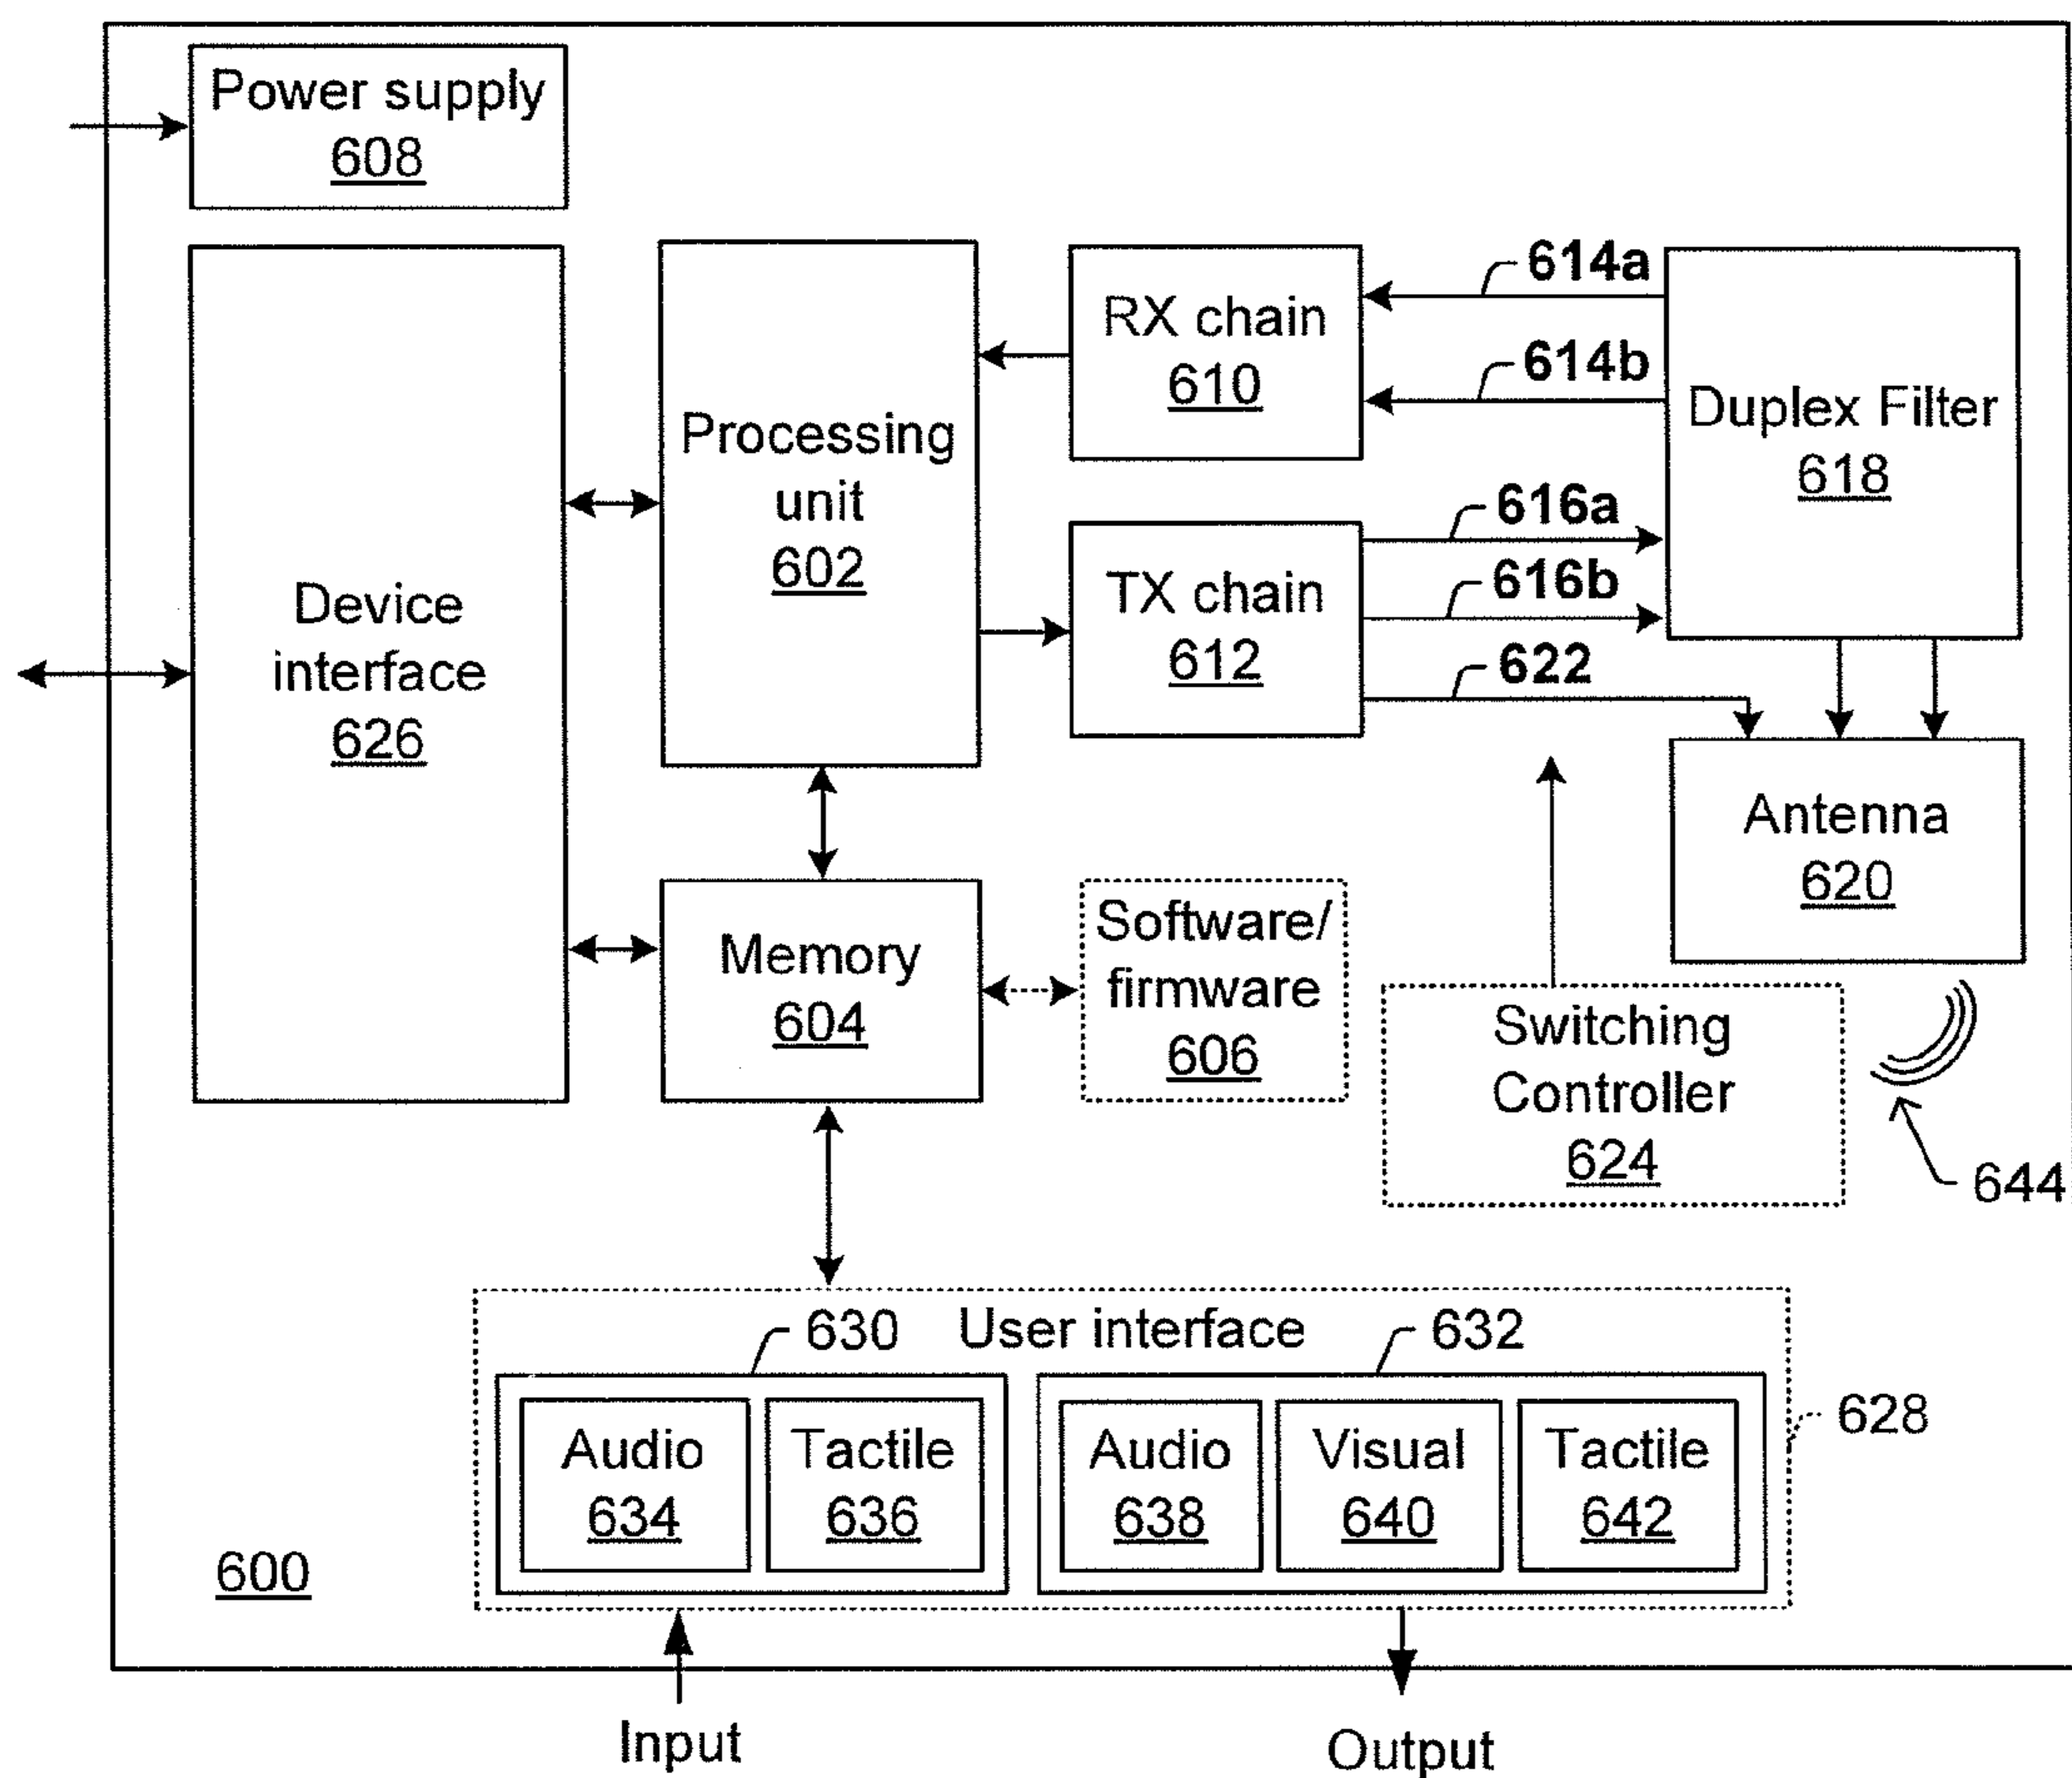 Power supply
608
Device
interface
626
Processing
unit
602
RX chain
610
614a
614b
Duplex Filter
618
TX chain
612
616a
616b
622
Antenna
620
Memory
604
Software/
firmware
606
Switching
Controller
624
644
630
User interface
632
628
Audio
634
Tactile
636
Audio
638
Visual
640
Tactile
642
600
Input
Output